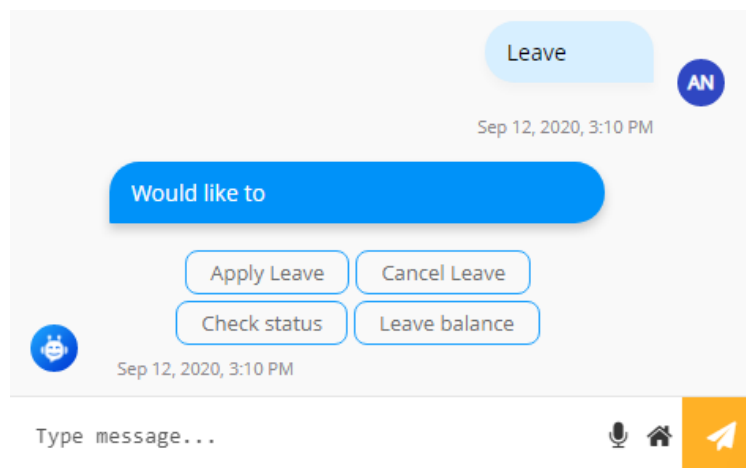 Leave
AN
Sep 12, 2020, 3:10 PM
Would like to
Apply Leave Cancel Leave
Check status Leave balance
Sep 12, 2020, 3:10 PM
Type message...